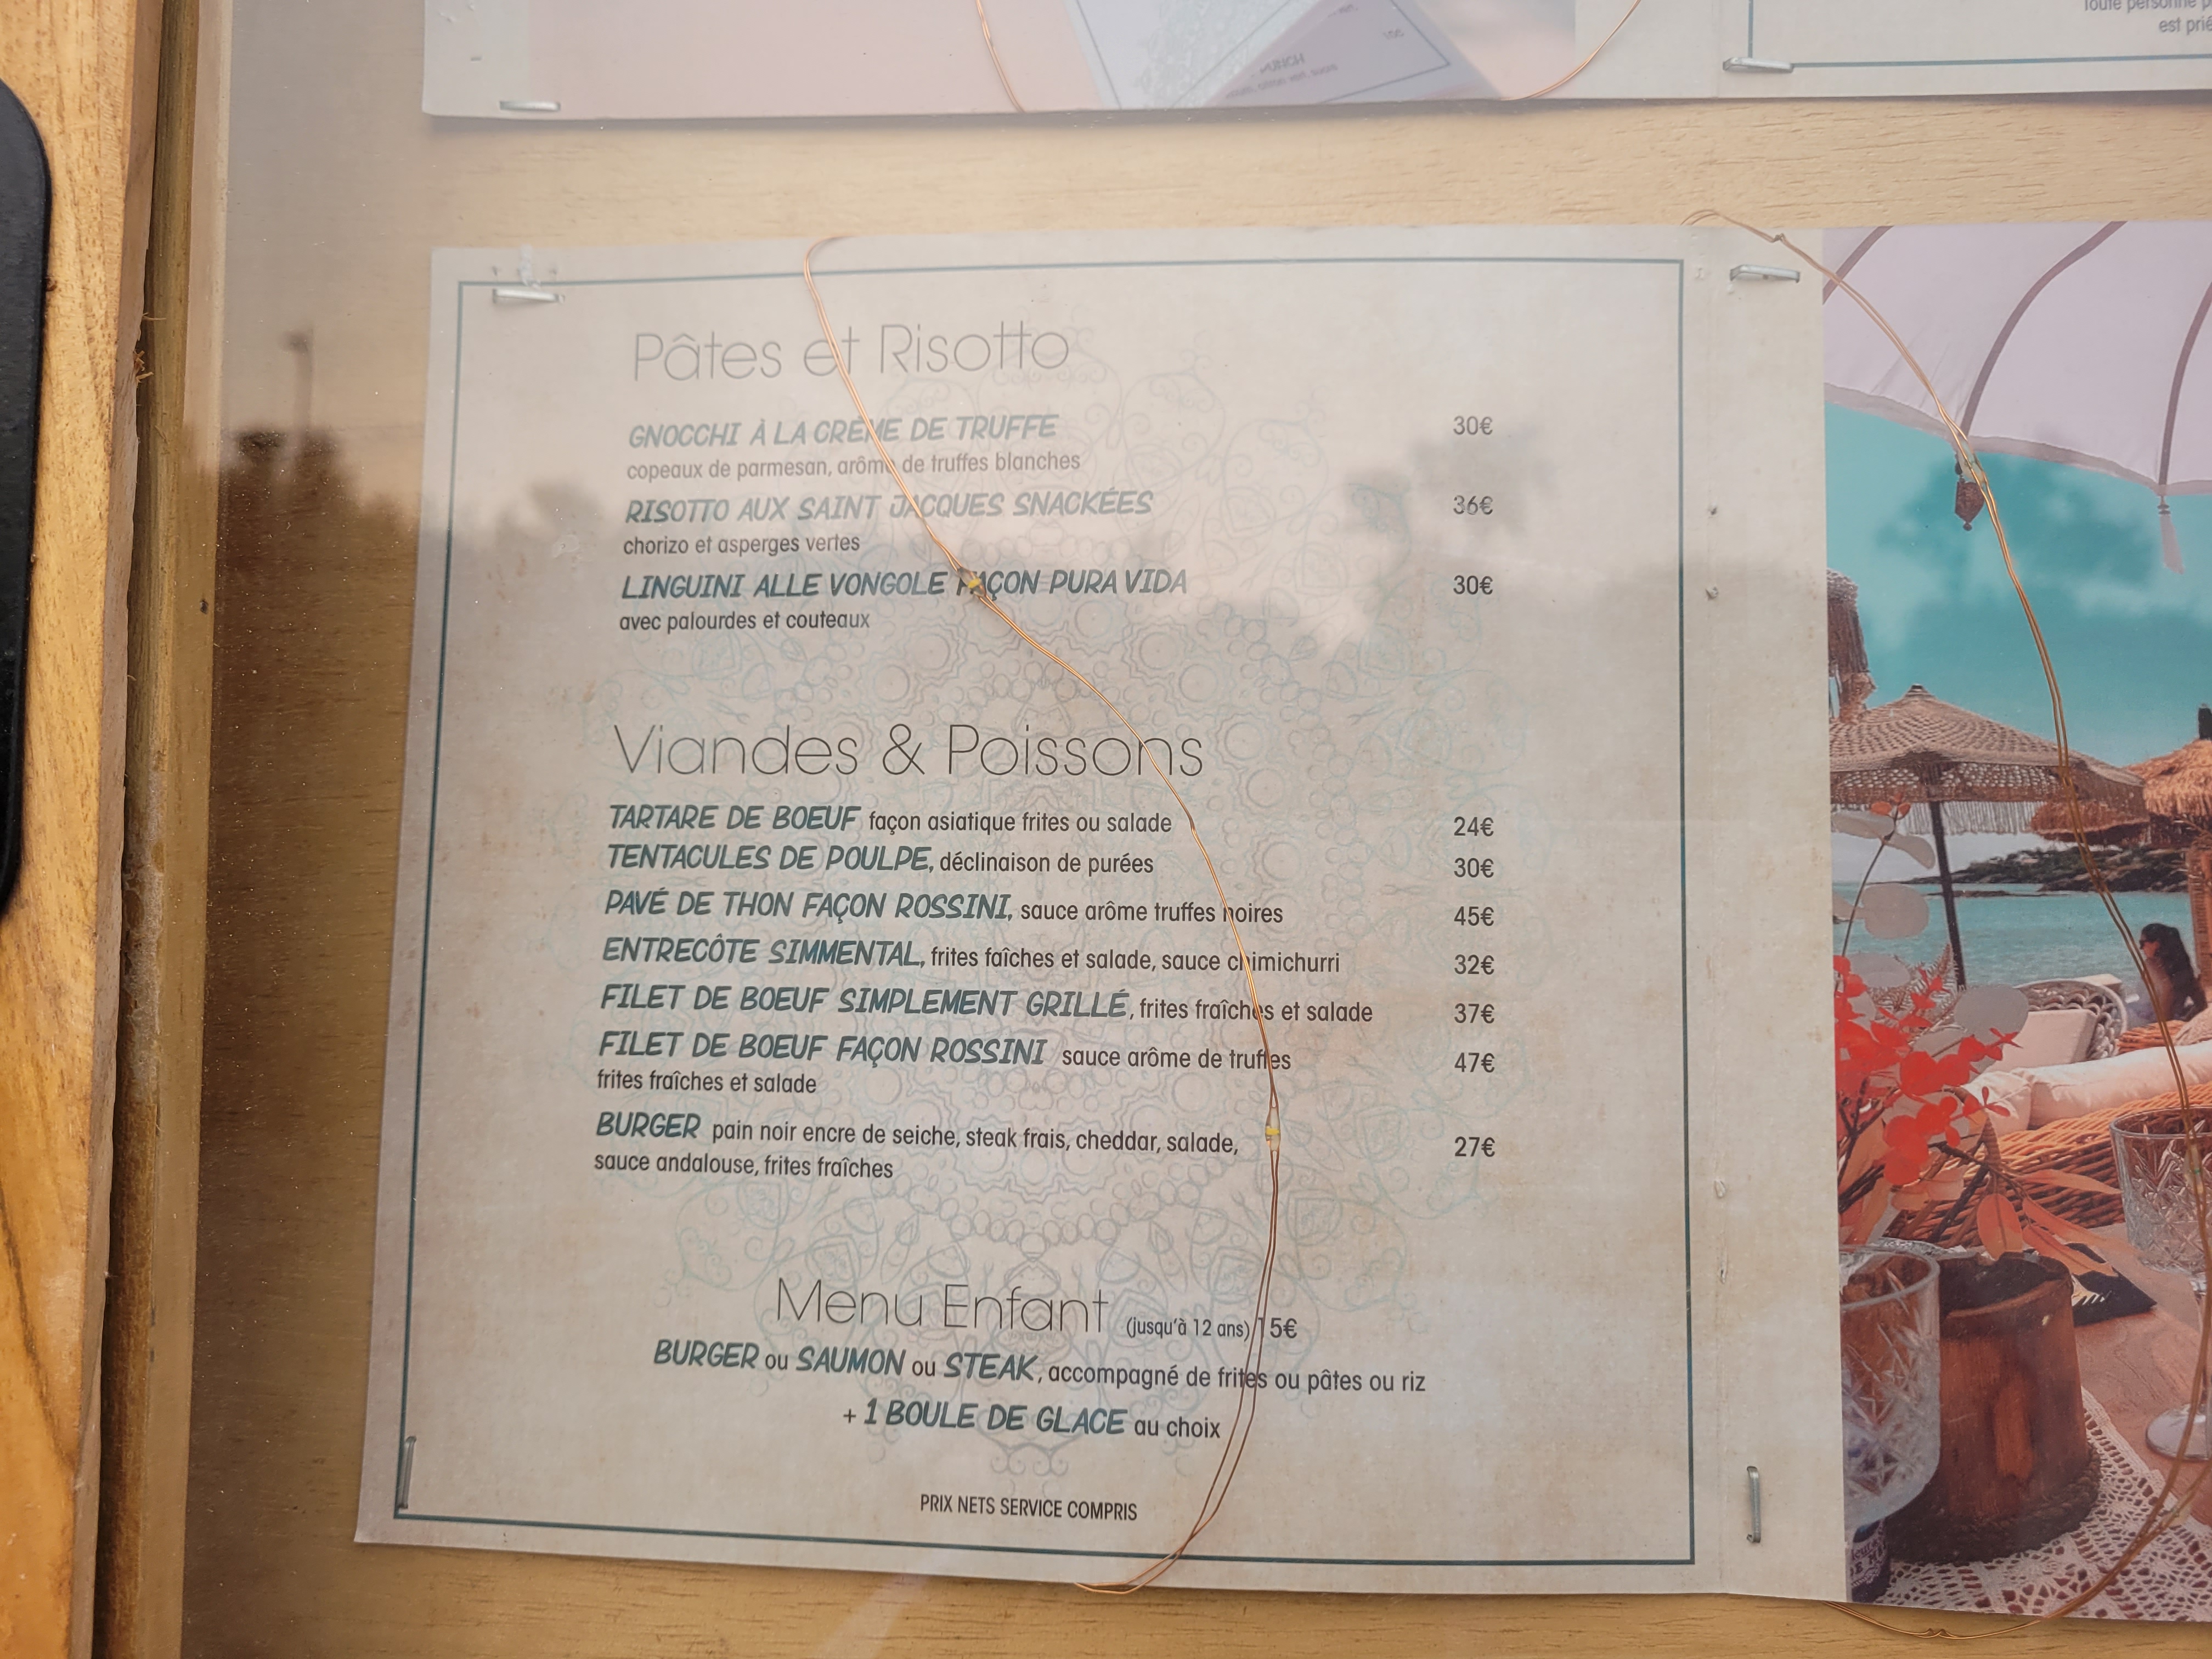 Toute personne
est prié
Pâtes et Risotto
GNOCCHI À LA CRÈME DE TRUFFE 30€
copeaux de parmesan, arôme de truffes blanches
RISOTTO AUX SAINT JACQUES SNACKÉES 36€
chorizo et asperges vertes
LINGUINI ALLE VONGOLE FAÇON PURA VIDA 30€
avec palourdes et couteaux
Viandes & Poissons
TARTARE DE BOEUF façon asiatique frites ou salade 24€
TENTACULES DE POULPE, déclinaison de purées 30€
PAVÉ DE THON FAÇON ROSSINI, sauce arôme truffes noires 45€
ENTRECÔTE SIMMENTAL, frites faîches et salade, sauce chimichurri 32€
FILET DE BOEUF SIMPLEMENT GRILLÉ, frites fraîches et salade 37€
FILET DE BOEUF FAÇON ROSSINI sauce arôme de truffes 47€
frites fraîches et salade
BURGER pain noir encre de seiche, steak frais, cheddar, salade, 27€
sauce andalouse, frites fraîches
Menu Enfant (jusqu'à 12 ans) 15€
BURGER ou SAUMON ou STEAK, accompagné de frites ou pâtes ou riz
+ 1 BOULE DE GLACE au choix
PRIX NETS SERVICE COMPRIS